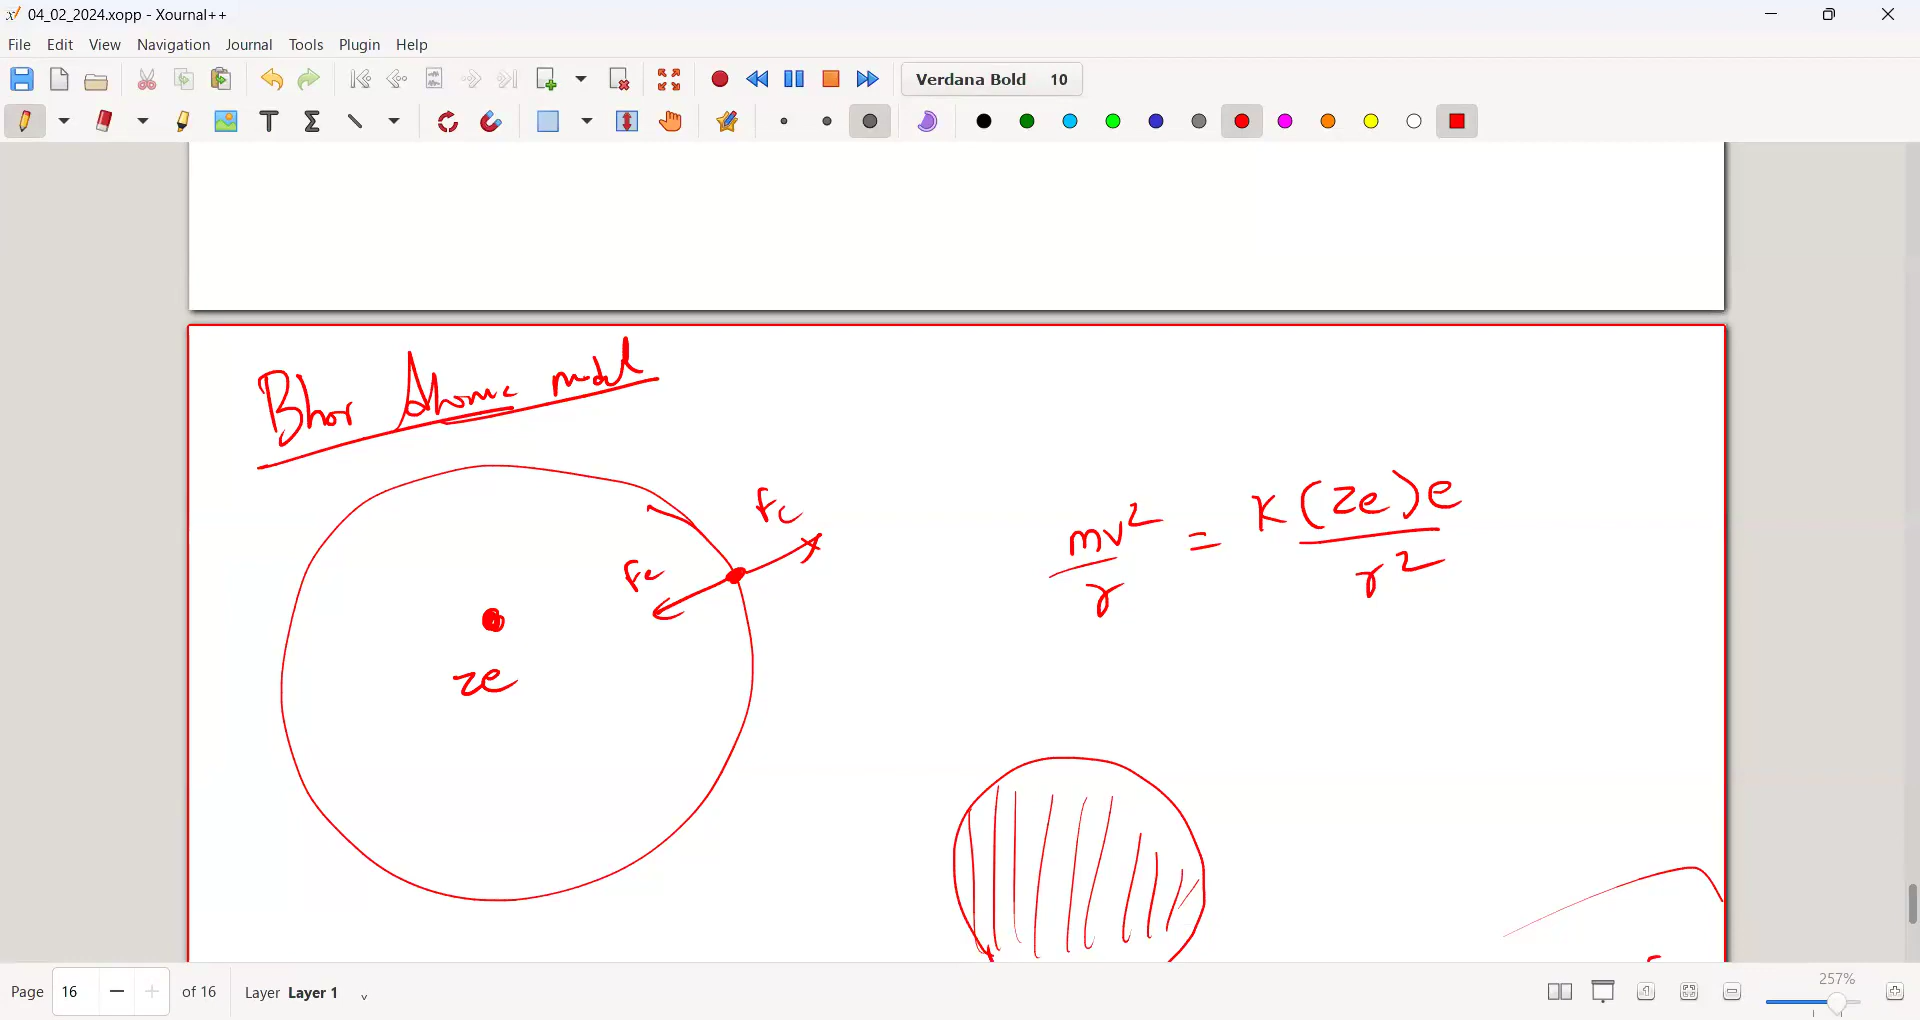 04_02_2024.xopp - Xournal++
File Edit View Navigation Journal Tools Plugin Help
Verdana Bold 10
Bhor Atomic model
Fc
mv² / r = K(ze)e / r²
Fe
ze
Page 16 of 16 Layer Layer 1
257%